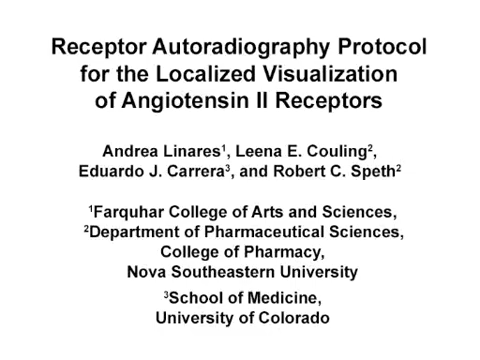 Receptor Autoradiography Protocol
for the Localized Visualization
of Angiotensin II Receptors
Andrea Linares¹, Leena E. Couling²,
Eduardo J. Carrera³, and Robert C. Speth²
¹Farquhar College of Arts and Sciences,
²Department of Pharmaceutical Sciences,
College of Pharmacy,
Nova Southeastern University
³School of Medicine,
University of Colorado